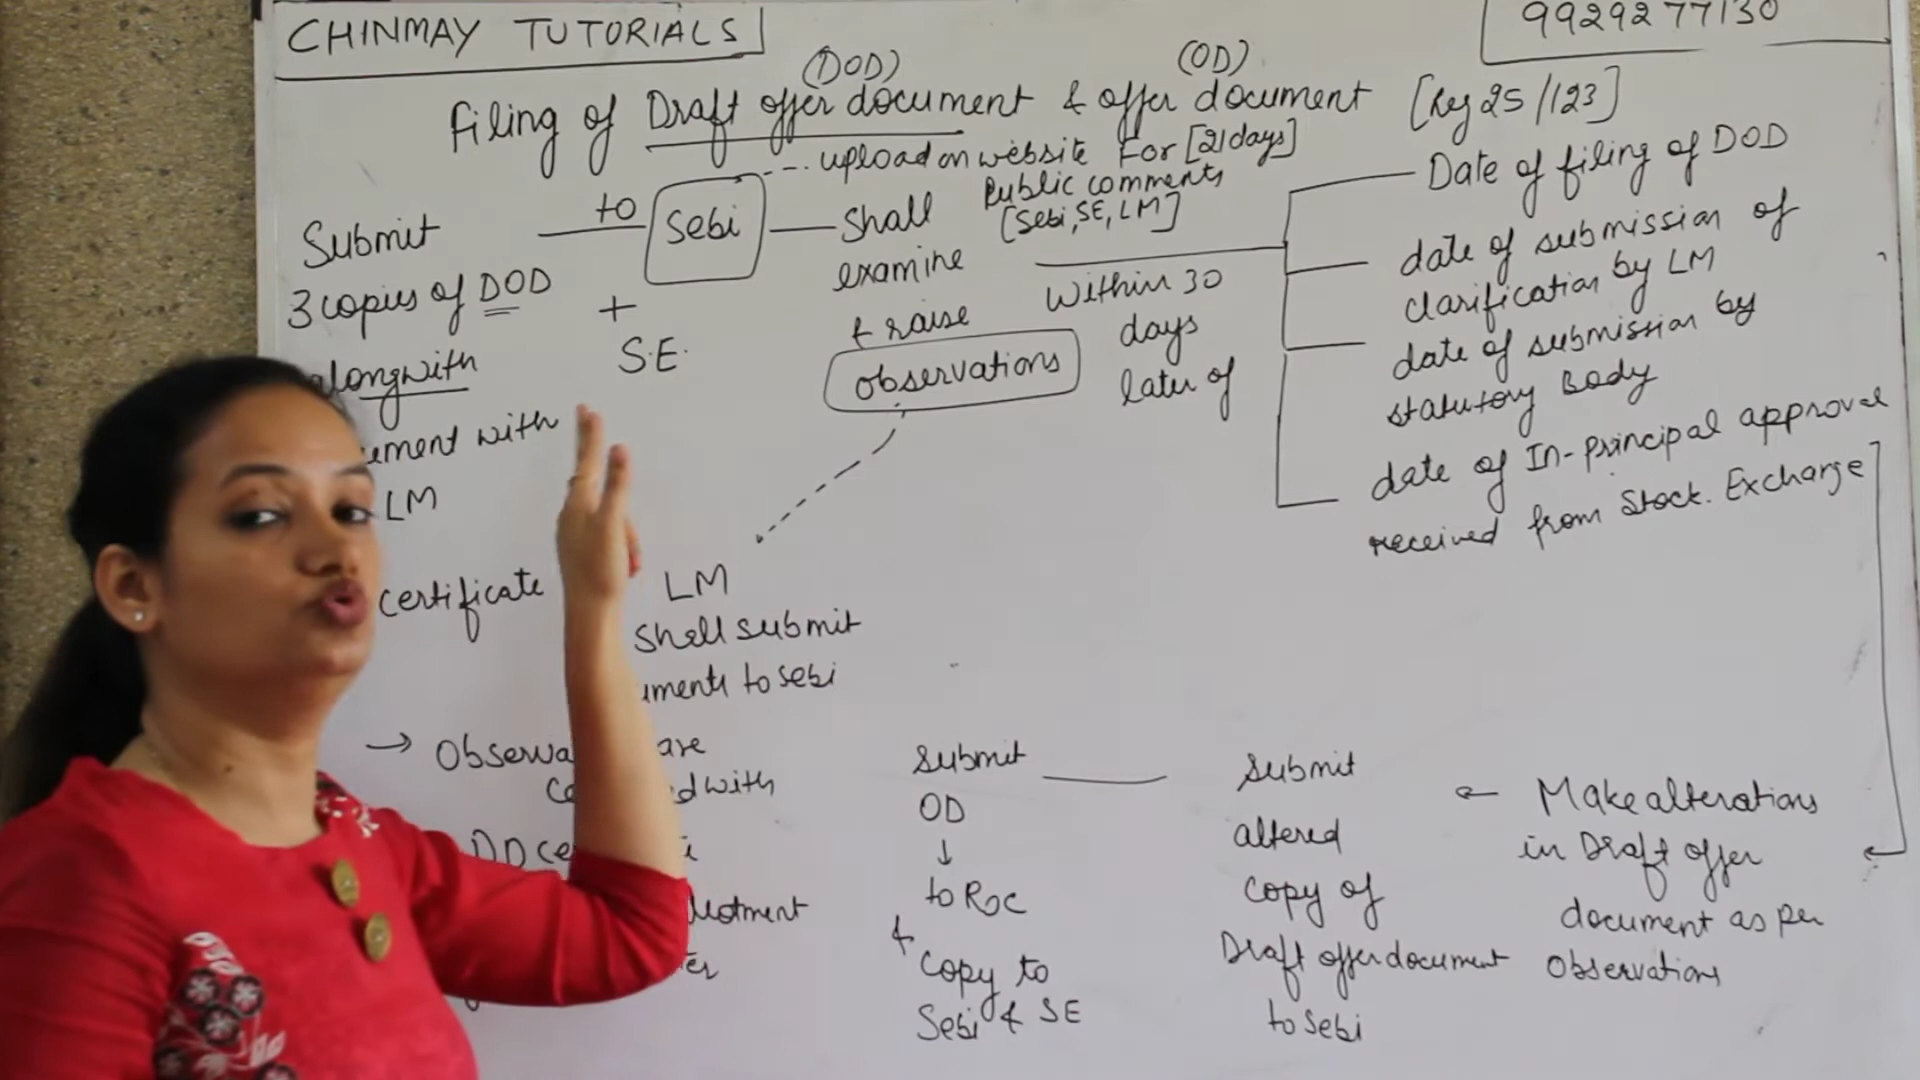 CHINMAY TUTORIALS
9929277130
(DOD)
(OD)
Filing of Draft offer document & offer document [Reg 25/123]
upload on website For [21 days]
Public comments
[Sebi, SE, LM]
Submit
3 copies of DOD
alongwith
with
LM
certificate
to
Sebi
+
S.E.
Shall
examine
& raise
observations
Within 30
days
later of
Date of filing of DOD
date of submission of
clarification by LM
date of submission by
statutory Body
date of In-principal approval
received from Stock. Exchange
LM
Shall submit
to sebi
→ are
with
Submit
OD
↓
to ROC
& Copy to
Sebi & SE
Submit
altered
copy of
Draft offer document
to Sebi
← Make alterations
in Draft offer
document as per
observations